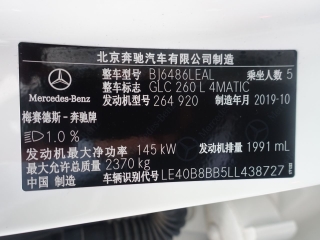 北京奔驰汽车有限公司制造
整车型号 BJ6486LEAL 乘坐人数 5
整车标志 GLC 260 L 4MATIC
Mercedes-Benz 发动机型号 264 920 制造年月 2019-10
梅赛德斯-奔驰牌
1.0 %
发动机最大净功率 145 kW 发动机排量 1991 mL
最大允许总质量 2370 kg
中国 制造 车辆识别代号 LE40B8BB5LL438727